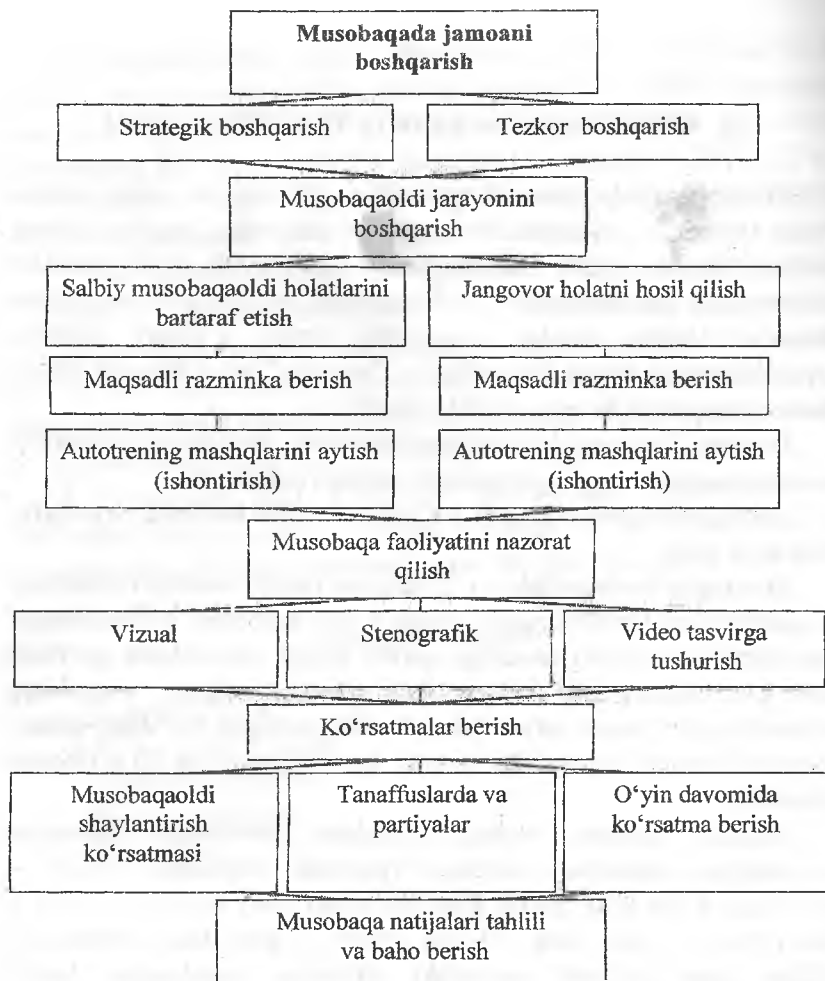 Musobaqada jamoani
boshqarish
Strategik boshqarish
Tezkor boshqarish
Musobaqaoldi jarayonini
boshqarish
Salbiy musobaqaoldi holatlarini
bartaraf etish
Jangovor holatni hosil qilish
Maqsadli razminka berish
Maqsadli razminka berish
Autotrening mashqlarini aytish
(ishontirish)
Autotrening mashqlarini aytish
(ishontirish)
Musobaqa faoliyatini nazorat
qilish
Vizual
Stenografik
Video tasvirga
tushurish
Ko‘rsatmalar berish
Musobaqaoldi
shaylantirish
ko‘rsatmasi
Tanaffuslarda va
partiyalar
O‘yin davomida
ko‘rsatma berish
Musobaqa natijalari tahlili
va baho berish